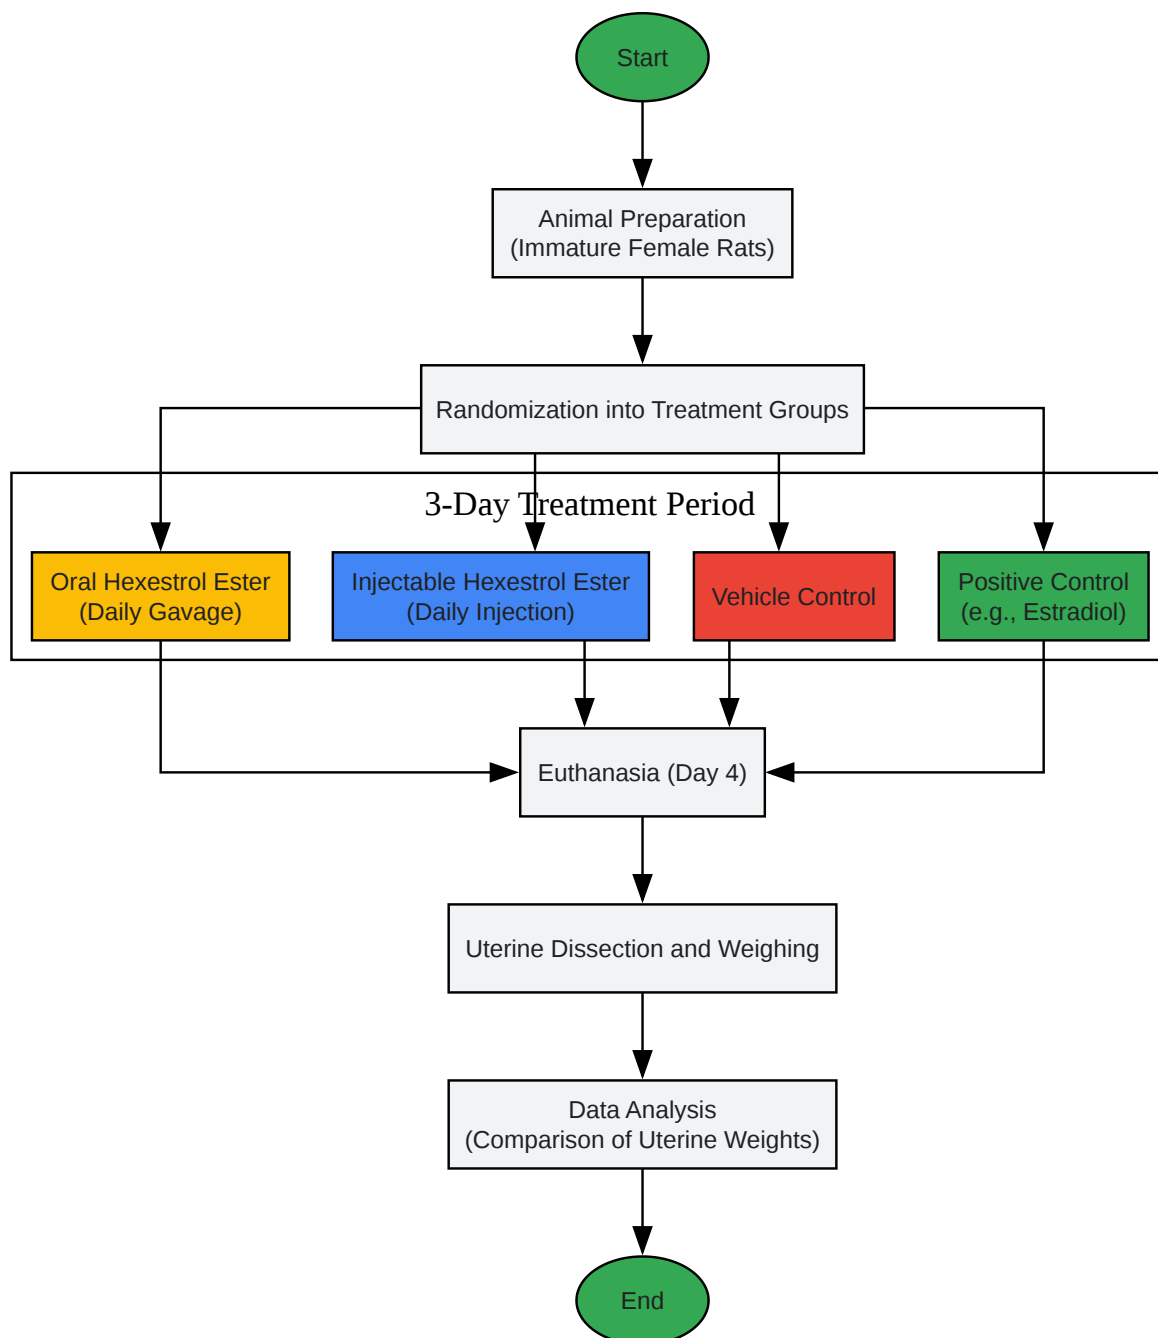 Start
Animal Preparation
(Immature Female Rats)
Randomization into Treatment Groups
3-Day Treatment Period
Oral Hexestrol Ester
(Daily Gavage)
Injectable Hexestrol Ester
(Daily Injection)
Vehicle Control
Positive Control
(e.g., Estradiol)
Euthanasia (Day 4)
Uterine Dissection and Weighing
Data Analysis
(Comparison of Uterine Weights)
End